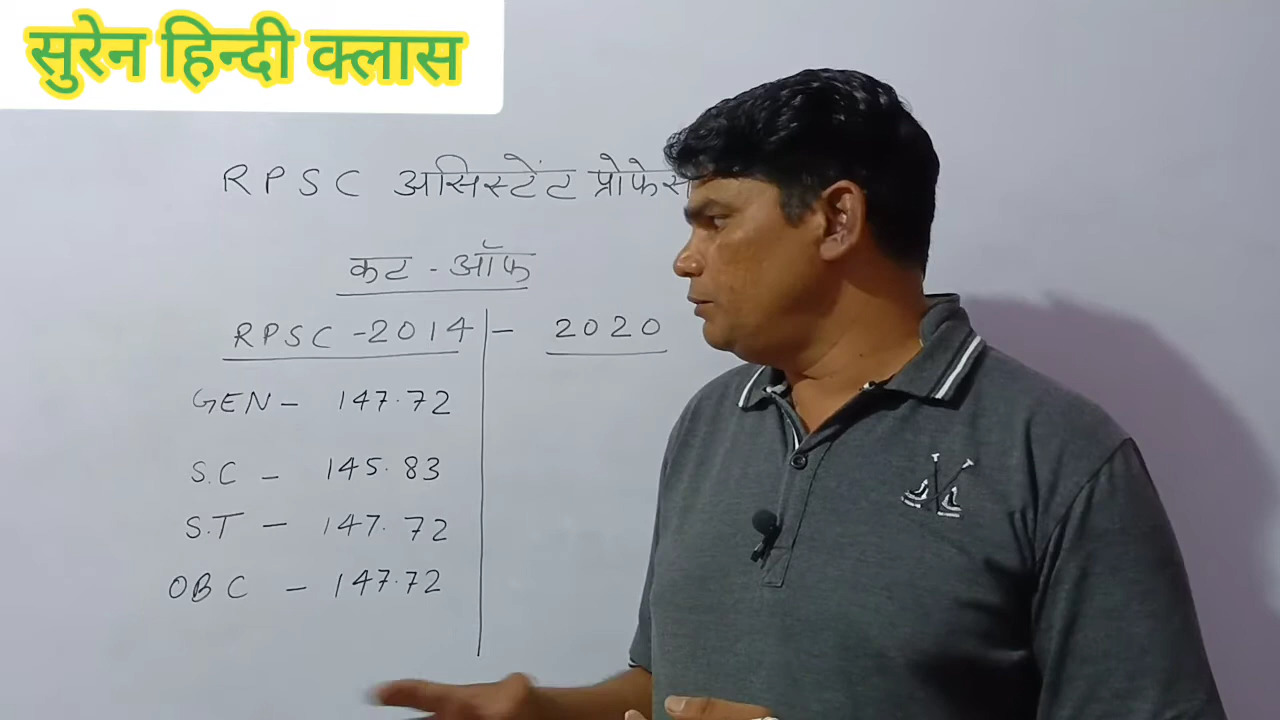 सुरेन हिन्दी क्लास
RPSC असिस्टेंट प्रोफेस
कट - ऑफ
RPSC - 2014 - 2020
GEN - 147.72
S.C - 145.83
S.T - 147.72
OBC - 147.72